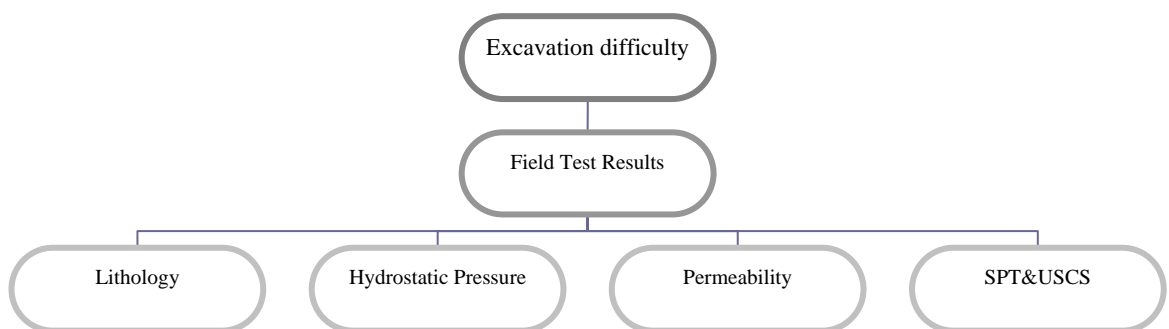 Excavation difficulty
Field Test Results
Lithology
Hydrostatic Pressure
Permeability
SPT&USCS